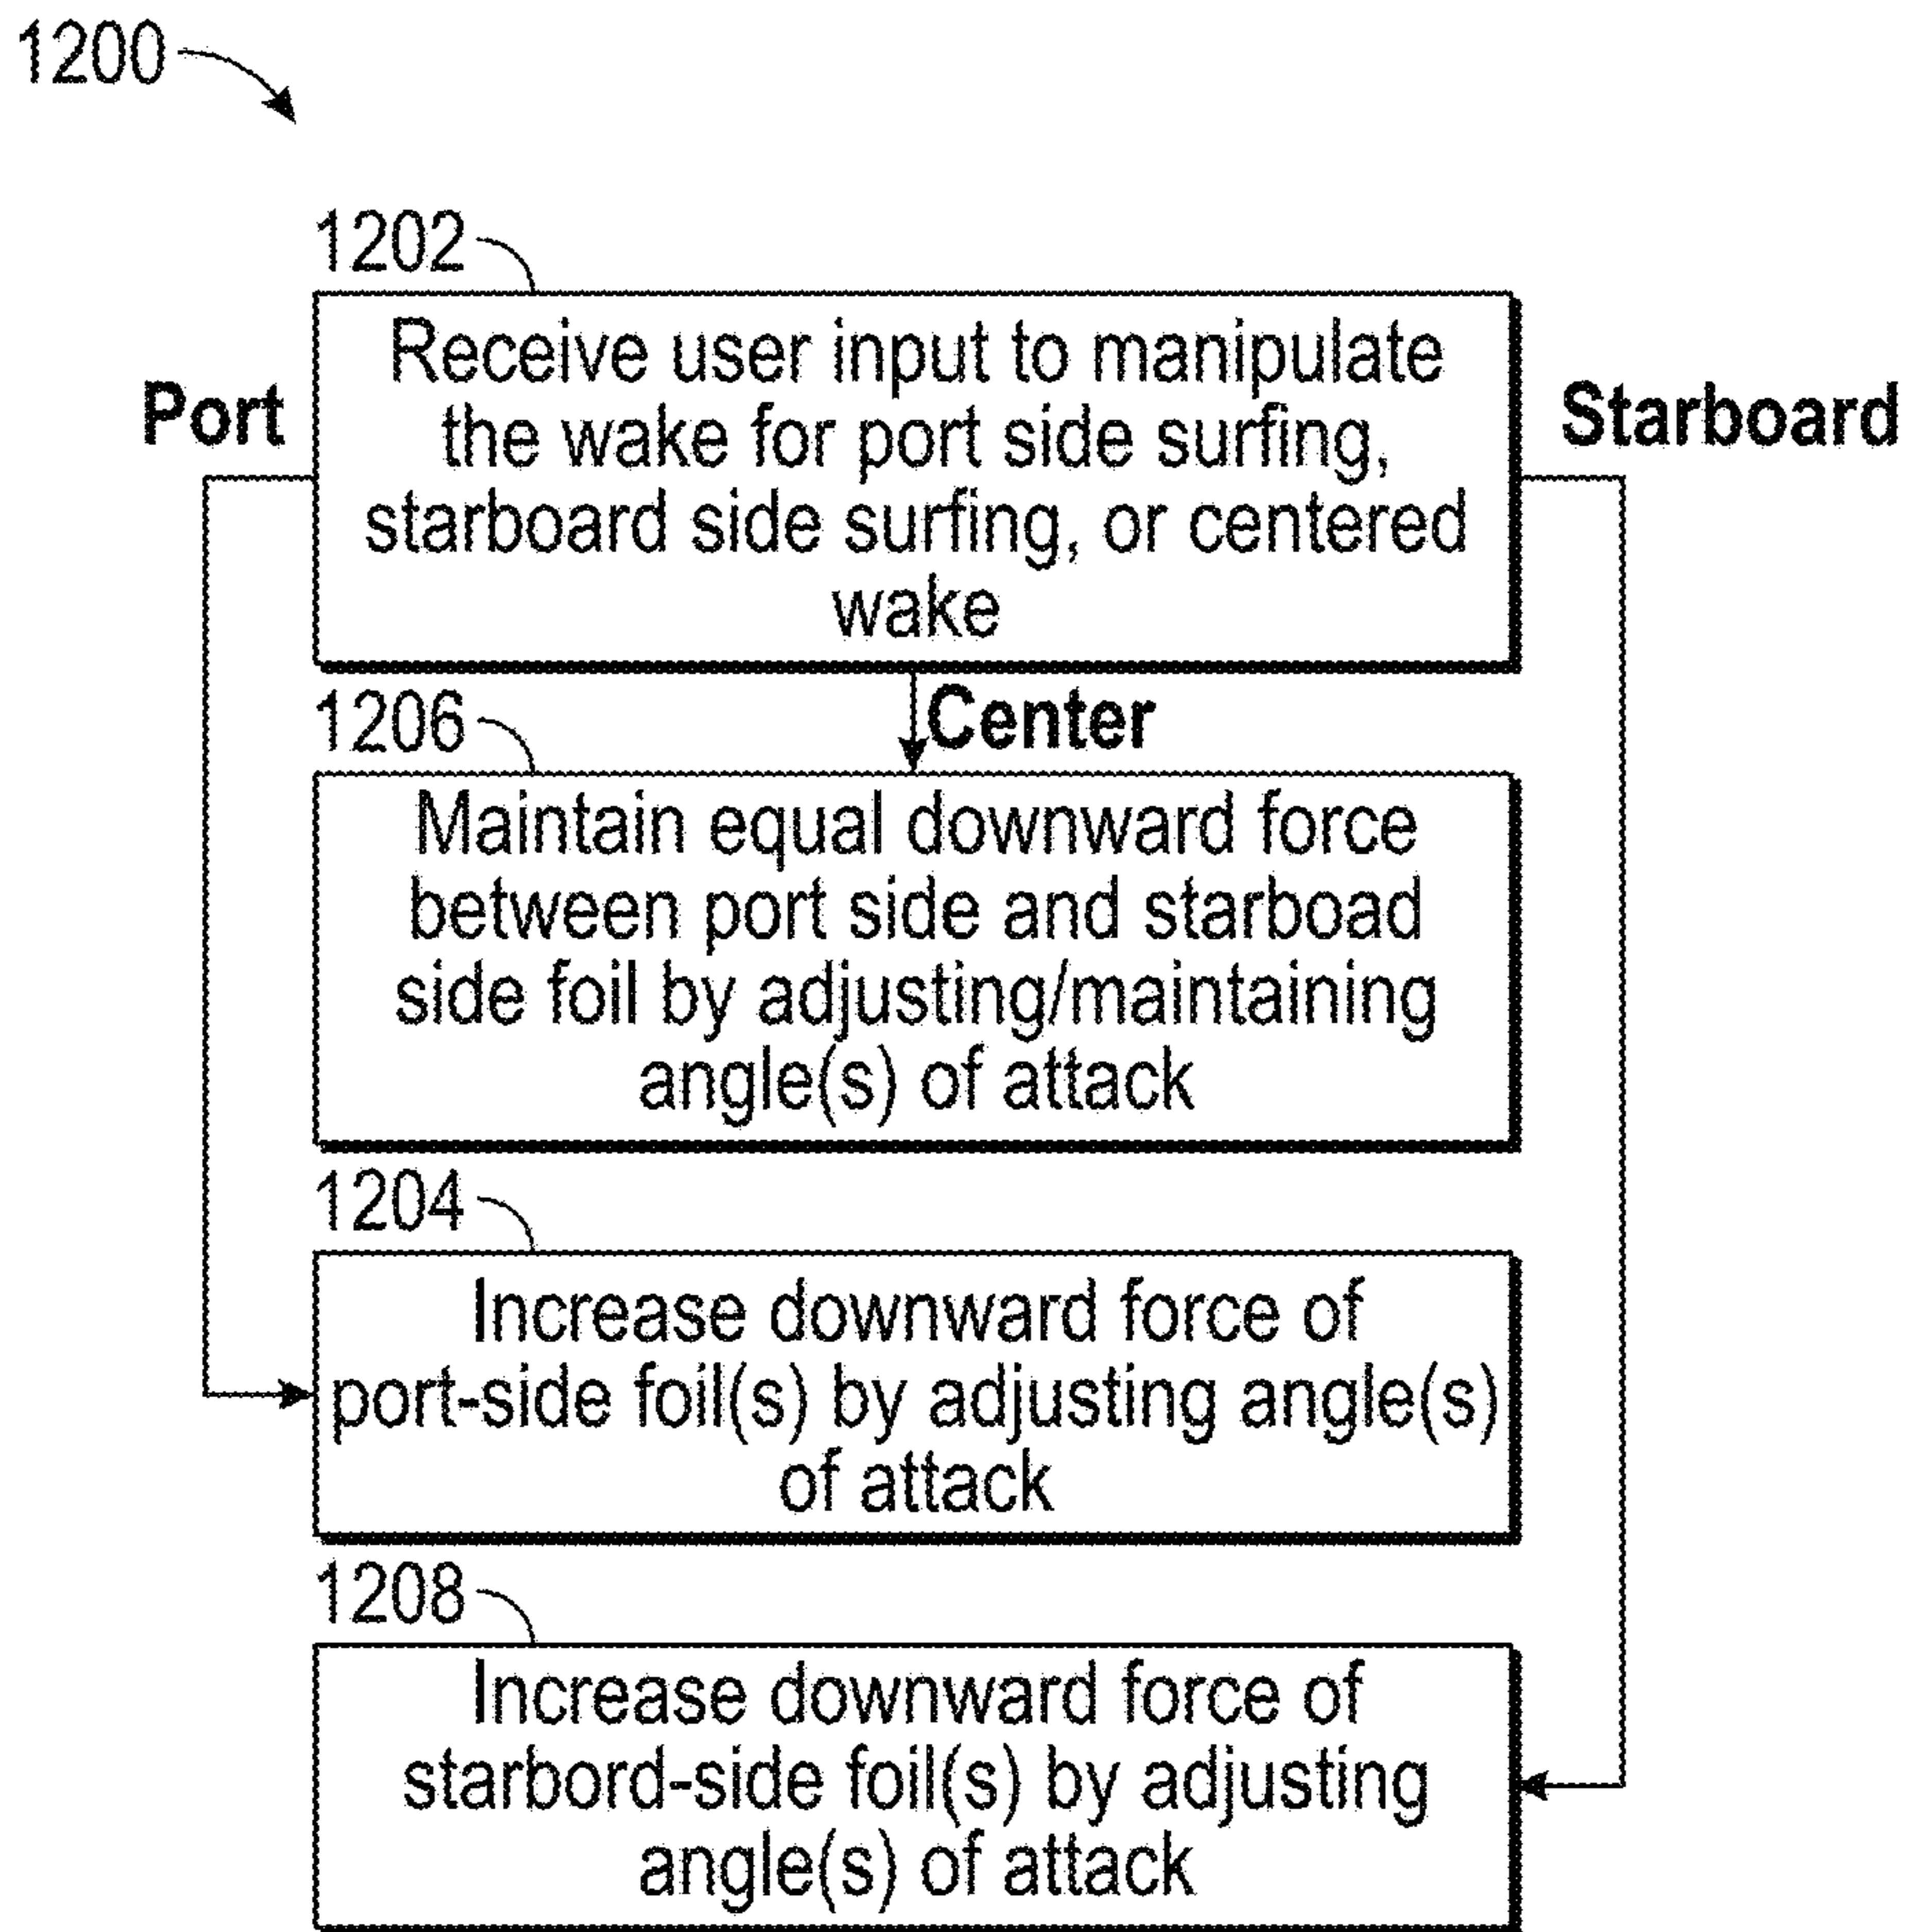 1200
1202
Receive user input to manipulate
the wake for port side surfing,
starboard side surfing, or centered
wake
Port
Starboard
Center
1206
Maintain equal downward force
between port side and starboad
side foil by adjusting/maintaining
angle(s) of attack
1204
Increase downward force of
port-side foil(s) by adjusting angle(s)
of attack
1208
Increase downward force of
starbord-side foil(s) by adjusting
angle(s) of attack